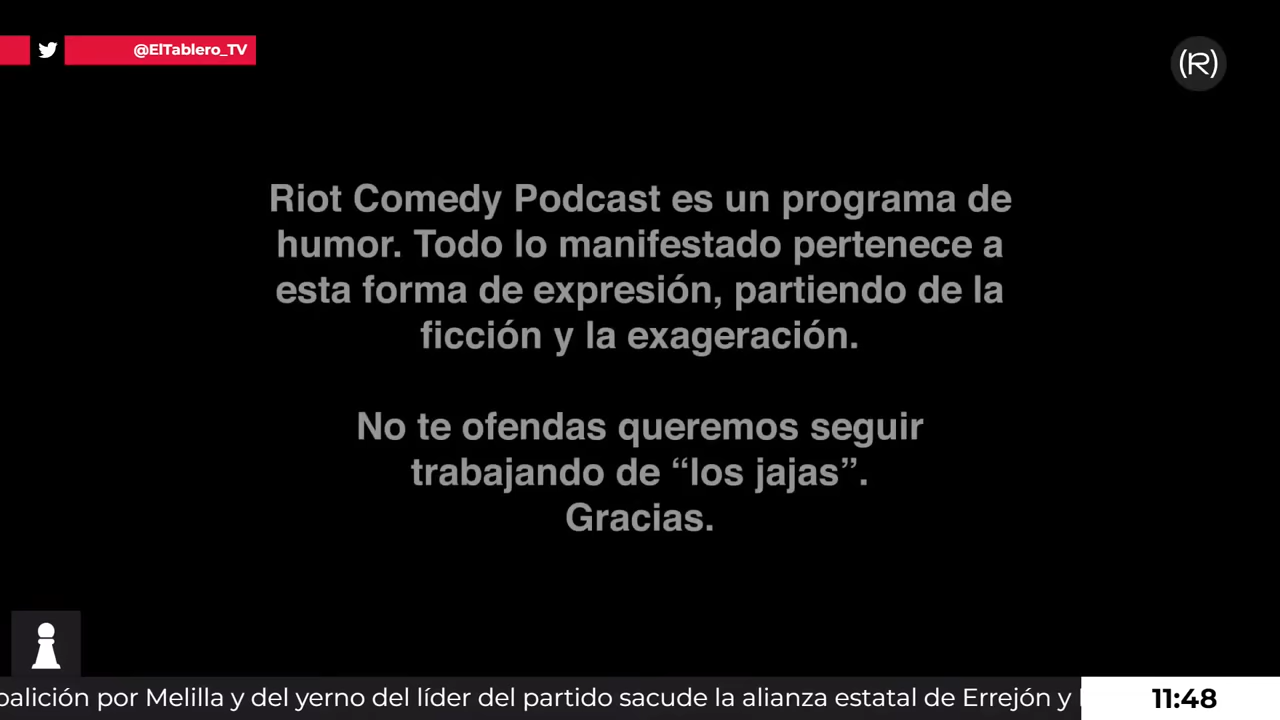 @ElTablero_TV
(R)
Riot Comedy Podcast es un programa de
humor. Todo lo manifestado pertenece a
esta forma de expresión, partiendo de la
ficción y la exageración.
No te ofendas queremos seguir
trabajando de “los jajas”.
Gracias.
por Melilla y del yerno del líder del partido sacude la alianza estatal de Errejón y
11:48